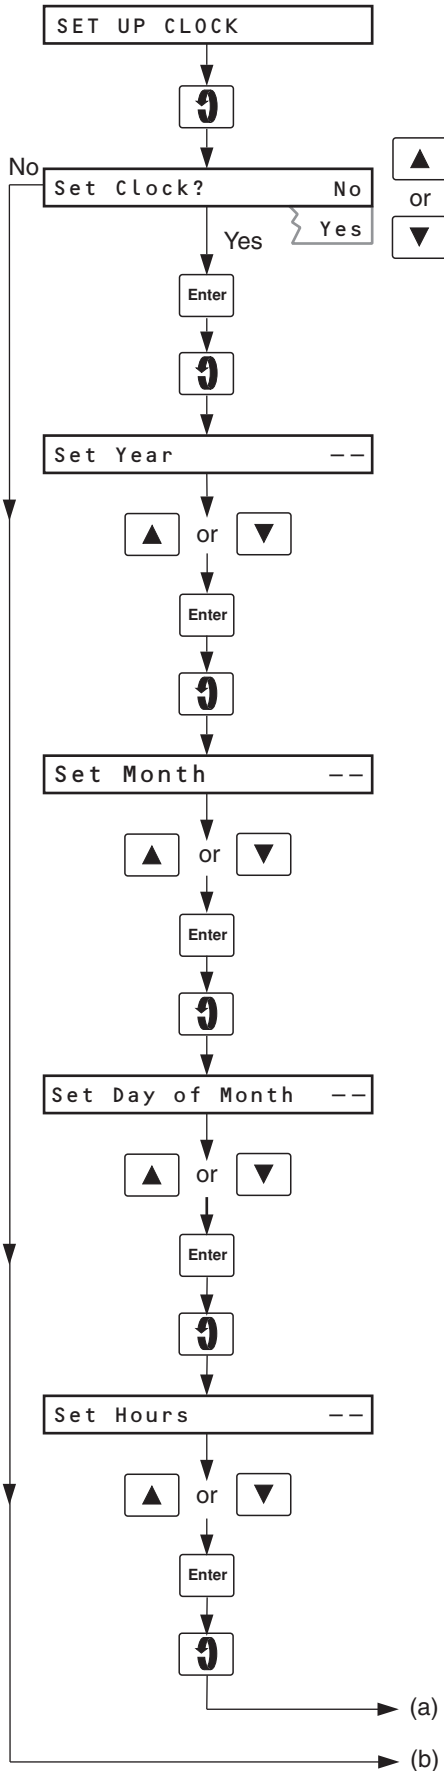 SET UP CLOCK
No
Set Clock? No
or
Yes
Yes
Enter
Set Year --
or
Enter
Set Month --
or
Enter
Set Day of Month --
or
Enter
Set Hours --
or
Enter
(a)
(b)